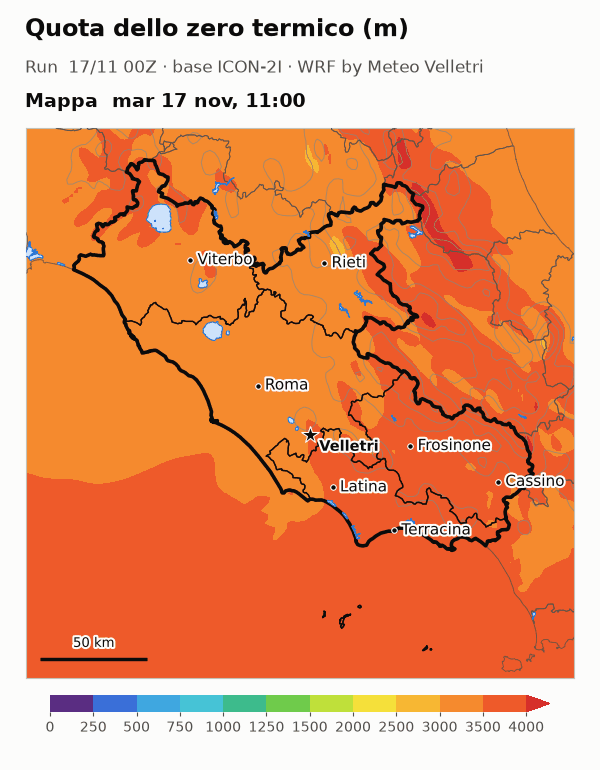 Quota dello zero termico (m)
Run  17/11 00Z · base ICON-2I · WRF by Meteo Velletri
Mappa  mar 17 nov, 11:00
Viterbo
Rieti
Roma
Velletri
Frosinone
Cassino
Latina
Terracina
50 km
0 250 500 750 1000 1250 1500 2000 2500 3000 3500 4000